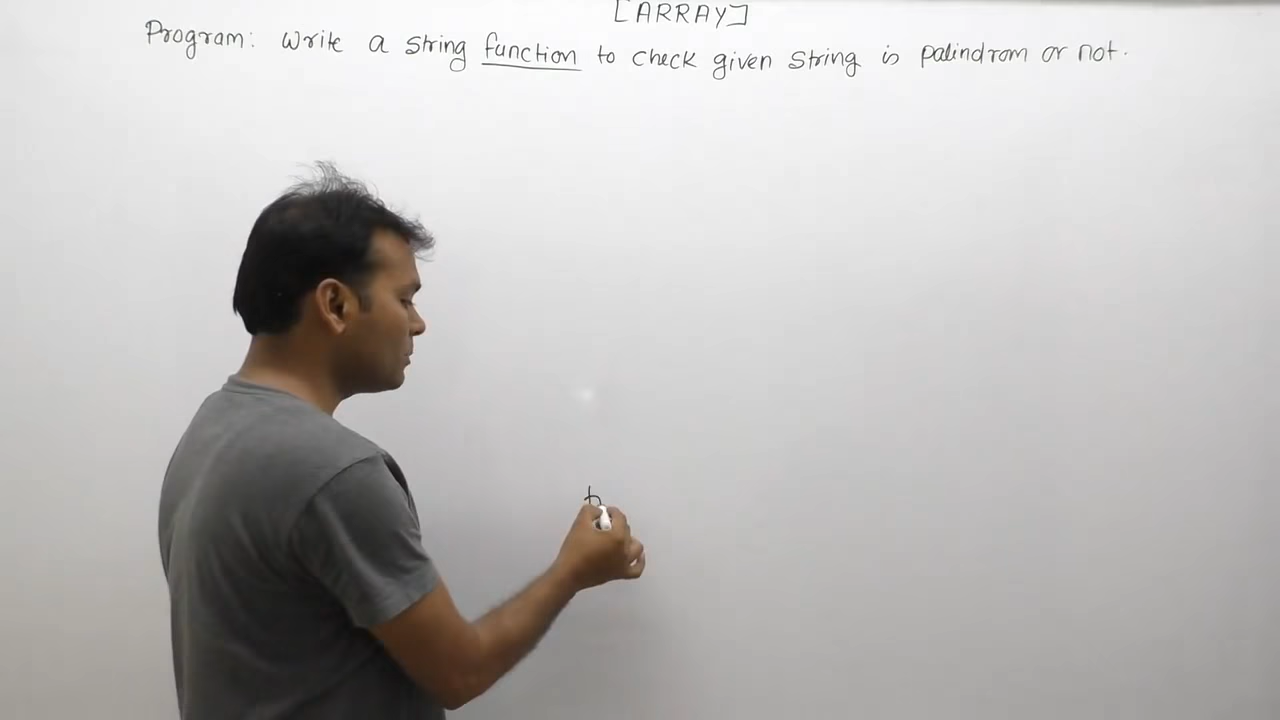 [ARRAY]
Program: Write a string function to check given string is palindrom or not.